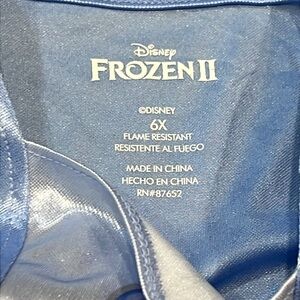 Disney
FROZEN II
©DISNEY
6X
FLAME RESISTANT
RESISTENTE AL FUEGO
MADE IN CHINA
HECHO EN CHINA
RN#87652